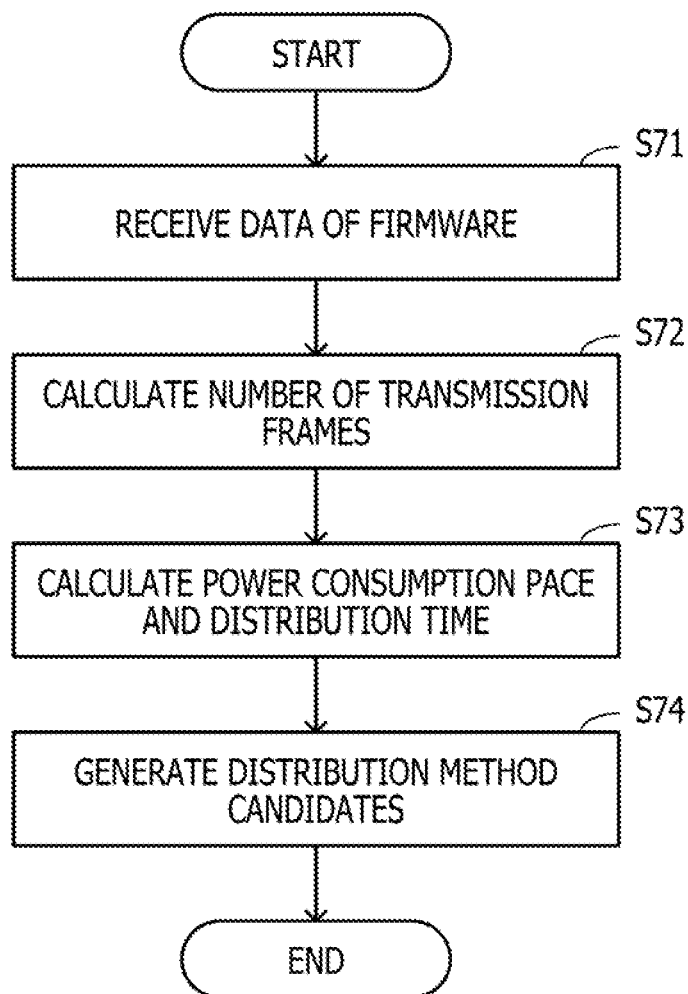 START
S71
RECEIVE DATA OF FIRMWARE
S72
CALCULATE NUMBER OF TRANSMISSION
FRAMES
S73
CALCULATE POWER CONSUMPTION PACE
AND DISTRIBUTION TIME
S74
GENERATE DISTRIBUTION METHOD
CANDIDATES
END